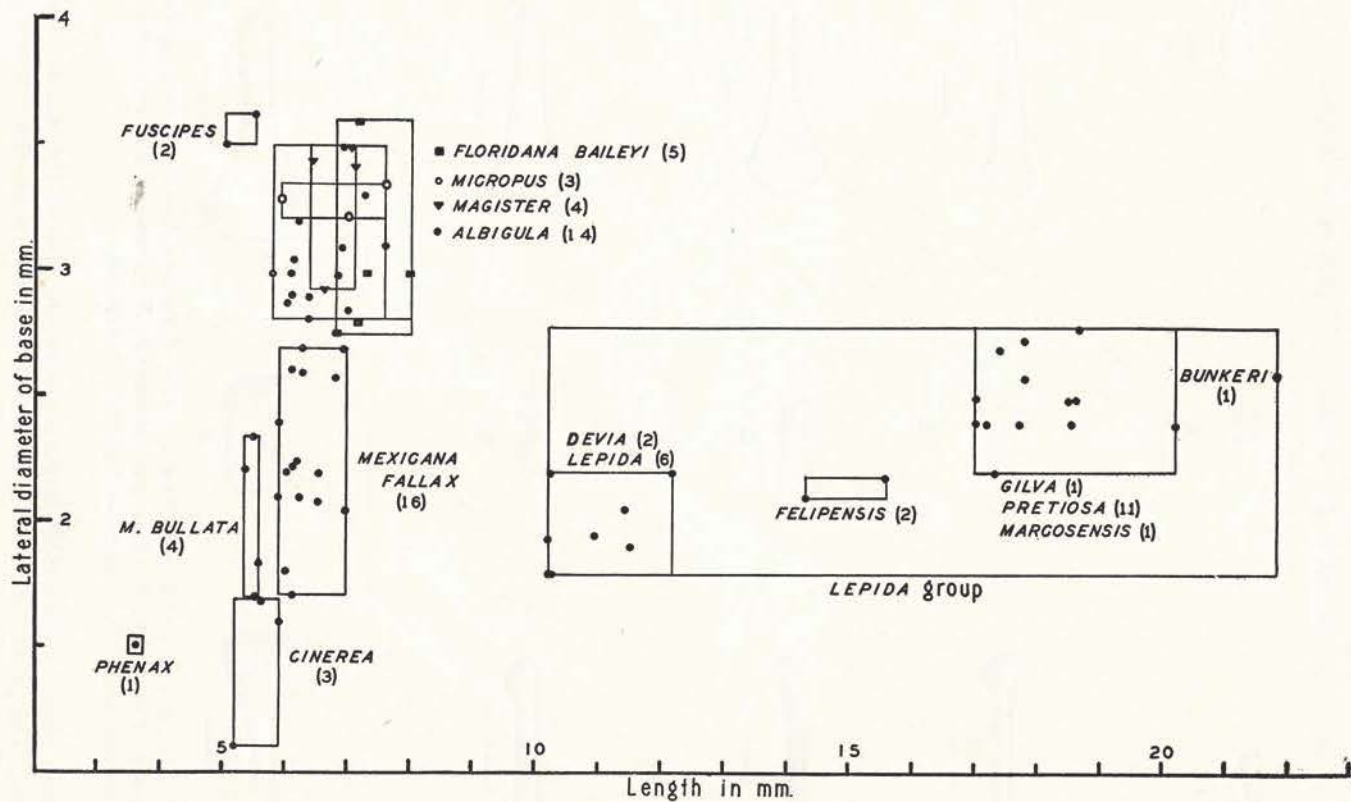 4
FUSCIPES
(2)
FLORIDANA BAILEYI (5)
MICROPUS (3)
MAGISTER (4)
ALBIGULA (14)
3
Lateral diameter of base in mm.
BUNKERI
(1)
DEVIA (2)
LEPIDA (6)
MEXICANA
FALLAX
(16)
FELIPENSIS (2)
GILVA (1)
PRETIOSA (11)
MARCOSENSIS (1)
2
M. BULLATA
(4)
LEPIDA group
PHENAX
(1)
CINEREA
(3)
5
10
15
20
Length in mm.